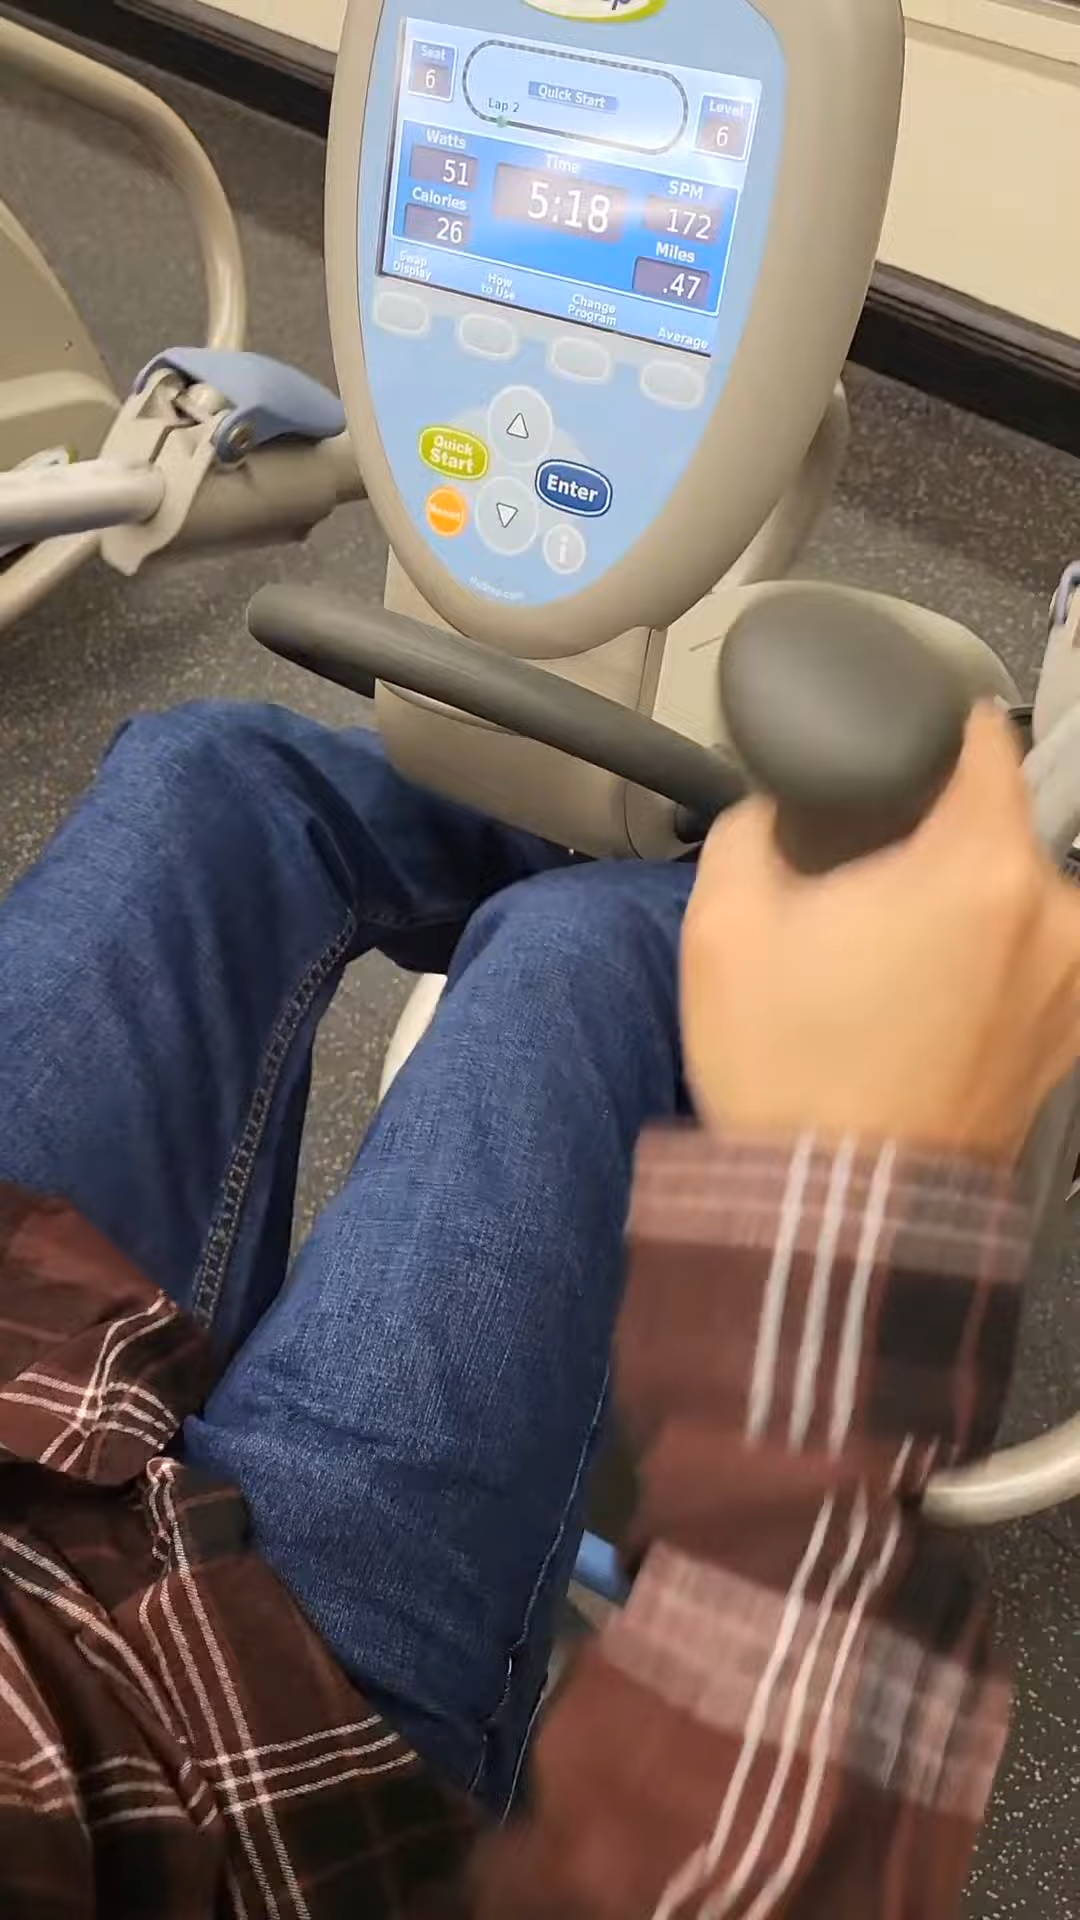 Seat
6
Quick Start
Lap 2
Level
6
Watts
51
Time
5:18
SPM
172
Calories
26
Miles
.47
Swap
Display
How
to Use
Change
Program
Average
Quick
Start
Enter
i